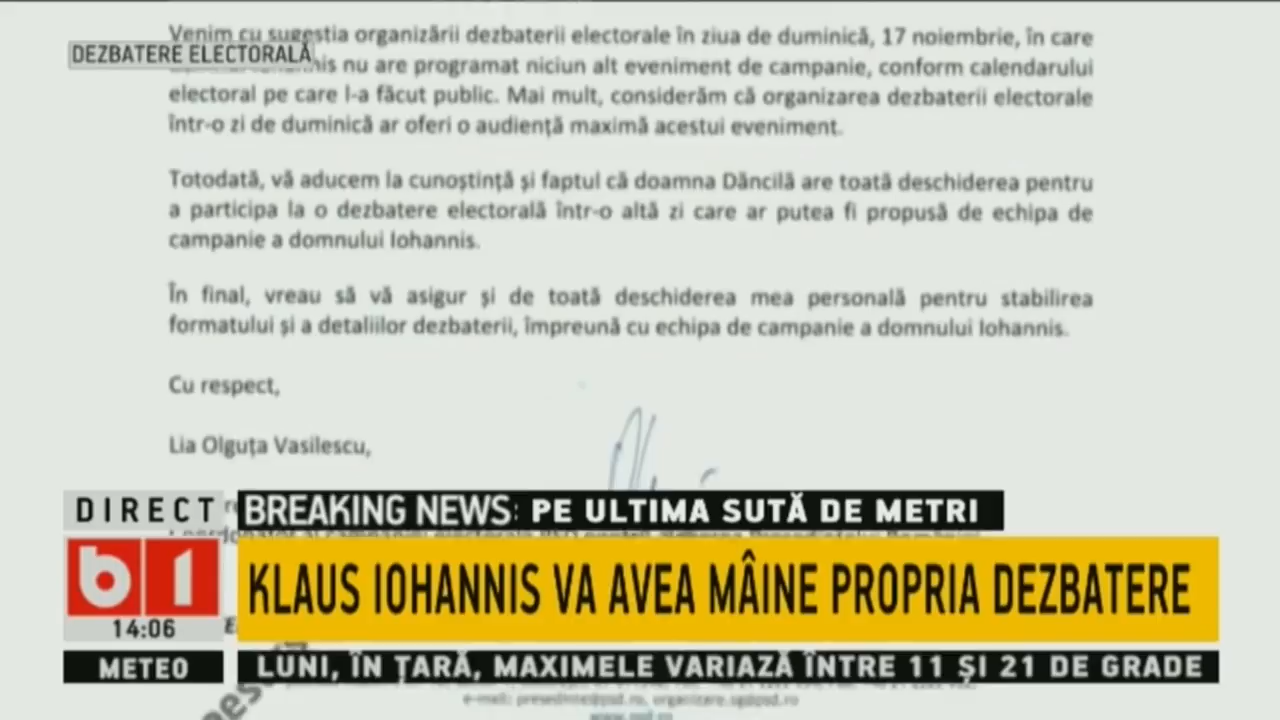 Venim cu sugestia organizării dezbaterii electorale în ziua de duminică, 17 noiembrie, în care
DEZBATERE ELECTORALĂ
nu are programat niciun alt eveniment de campanie, conform calendarului
electoral pe care l-a făcut public. Mai mult, considerăm că organizarea dezbaterii electorale
într-o zi de duminică ar oferi o audiență maximă acestui eveniment.
Totodată, vă aducem la cunoștință și faptul că doamna Dăncilă are toată deschiderea pentru
a participa la o dezbatere electorală într-o altă zi care ar putea fi propusă de echipa de
campanie a domnului Iohannis.
În final, vreau să vă asigur și de toată deschiderea mea personală pentru stabilirea
formatului și a detaliilor dezbaterii, împreună cu echipa de campanie a domnului Iohannis.
Cu respect,
Lia Olguța Vasilescu,
DIRECT
BREAKING NEWS: PE ULTIMA SUTĂ DE METRI
b1
KLAUS IOHANNIS VA AVEA MÂINE PROPRIA DEZBATERE
14:06
METEO
LUNI, ÎN ȚARĂ, MAXIMELE VARIAZĂ ÎNTRE 11 ȘI 21 DE GRADE